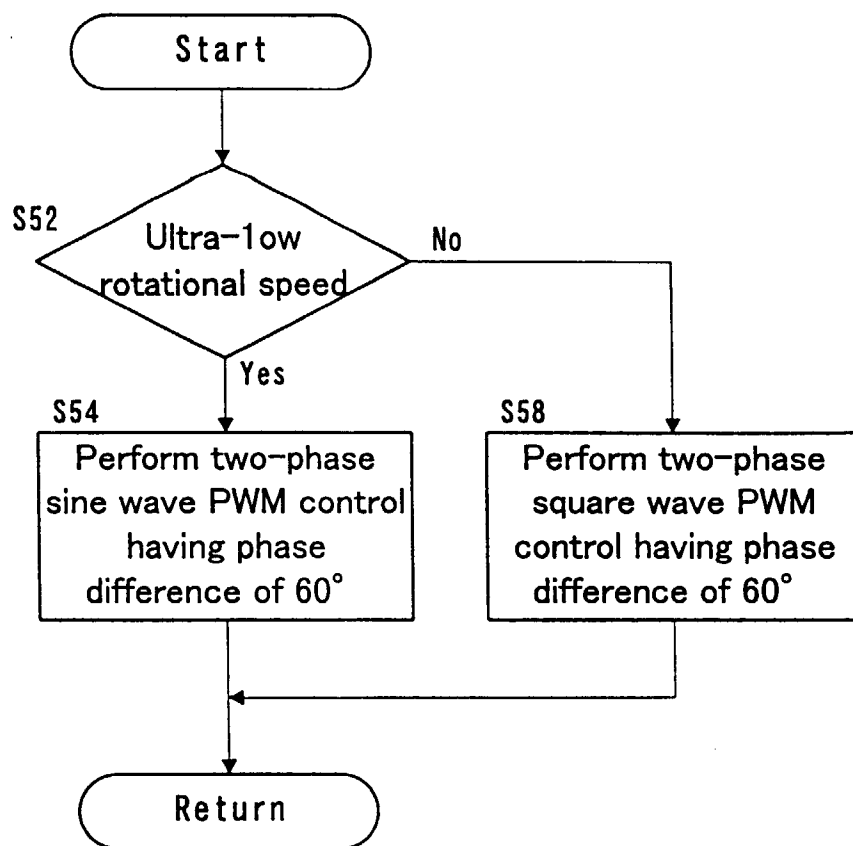 Start
S52
Ultra-1ow
rotational speed
No
Yes
S54
Perform two-phase
sine wave PWM control
having phase
difference of 60°
S58
Perform two-phase
square wave PWM
control having phase
difference of 60°
Return